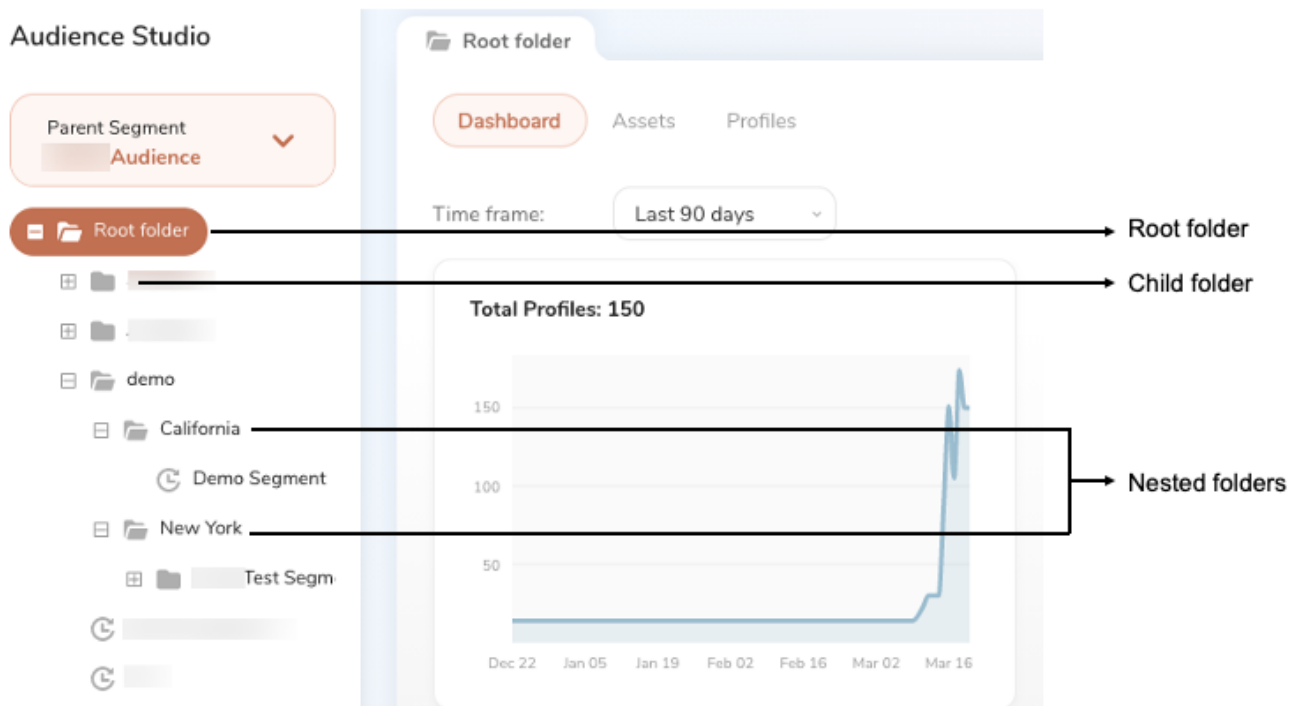 Audience Studio
Parent Segment
Audience
Root folder
demo
California
Demo Segment
New York
Test Segm
Root folder
Dashboard
Assets
Profiles
Time frame:
Last 90 days
Total Profiles: 150
150
100
50
Dec 22
Jan 05
Jan 19
Feb 02
Feb 16
Mar 02
Mar 16
Root folder
Child folder
Nested folders